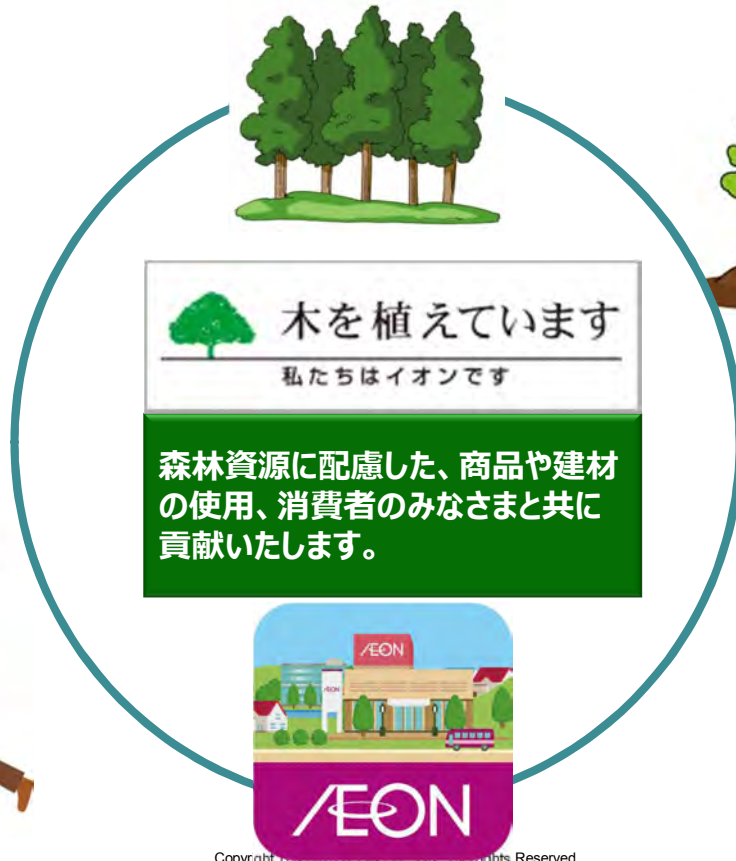 木を植えています
私たちはイオンです
森林資源に配慮した、商品や建材
の使用、消費者のみなさまと共に
貢献いたします。
ÆON
ÆON
ÆON
Reserved